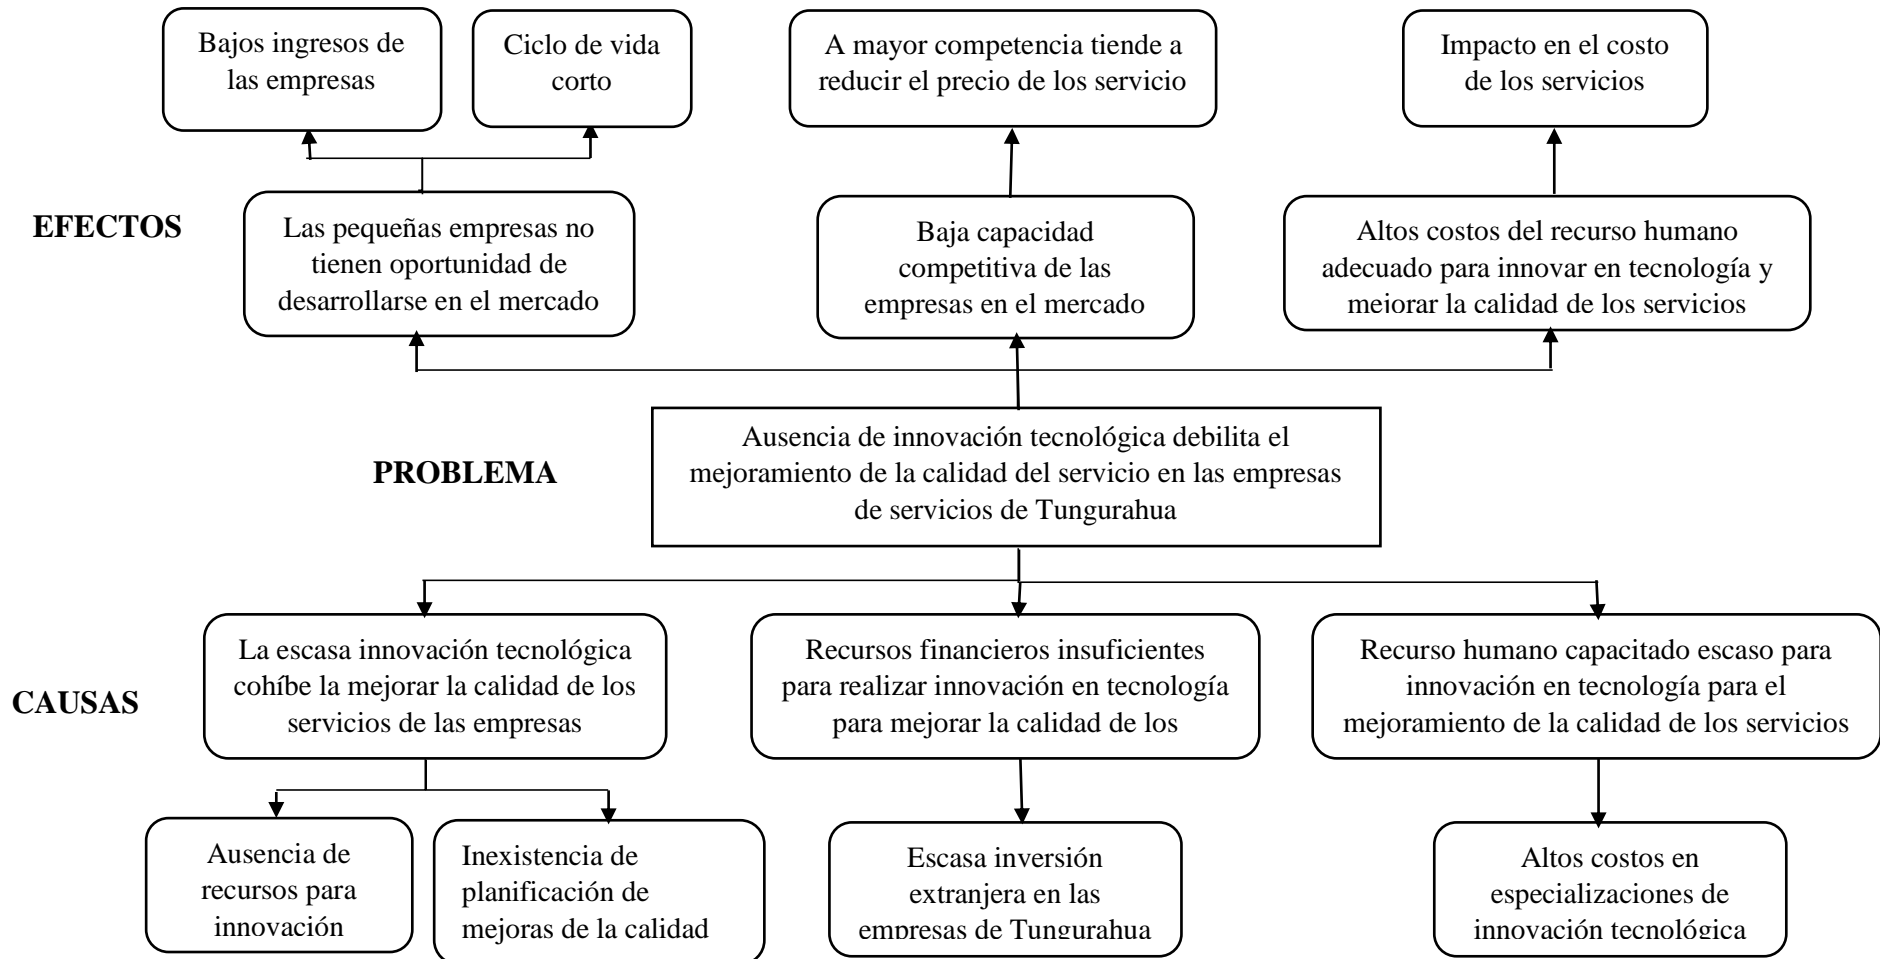 Bajos ingresos de
las empresas
Ciclo de vida
corto
A mayor competencia tiende a
reducir el precio de los servicio
Impacto en el costo
de los servicios
EFECTOS
Las pequeñas empresas no
tienen oportunidad de
desarrollarse en el mercado
Baja capacidad
competitiva de las
empresas en el mercado
Altos costos del recurso humano
adecuado para innovar en tecnología y
mejorar la calidad de los servicios
PROBLEMA
Ausencia de innovación tecnológica debilita el
mejoramiento de la calidad del servicio en las empresas
de servicios de Tungurahua
CAUSAS
La escasa innovación tecnológica
cohíbe la mejorar la calidad de los
servicios de las empresas
Recursos financieros insuficientes
para realizar innovación en tecnología
para mejorar la calidad de los
Recurso humano capacitado escaso para
innovación en tecnología para el
mejoramiento de la calidad de los servicios
Ausencia de
recursos para
innovación
Inexistencia de
planificación de
mejoras de la calidad
Escasa inversión
extranjera en las
empresas de Tungurahua
Altos costos en
especializaciones de
innovación tecnológica